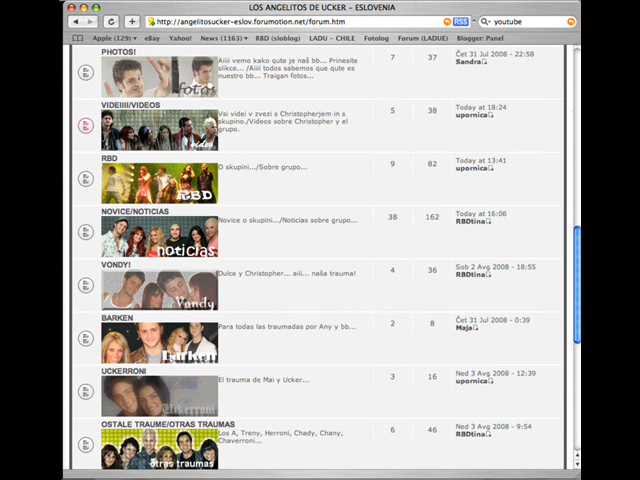 LOS ANGELITOS DE UCKER - ESLOVENIA
http://angelitosucker-eslov.forumotion.net/forum.htm
RSS
youtube
Apple (129) eBay Yahoo! News (1163) RBD (sloblog) LADU - CHILE Fotolog Forum (LADUE) Blogger: Panel
PHOTOS!
fotos
Aiiii vemo kako qute je naš bb... Prinesite
slikce... /Aiiii todos sabemos que qute es
nuestro bb... Traigan fotos...
7
37
Čet 31 Jul 2008 - 22:58
Sandra
VIDEIIII/VIDEOS
video
Vsi videi v zvezi s Christopherjem in s
skupino./Videos sobre Christopher y el
grupo.
5
38
Today at 18:24
upornica
RBD
RBD
O skupini.../Sobre grupo...
9
82
Today at 13:41
upornica
NOVICE/NOTICIAS
noticias
Novice o skupini.../Noticias sobre grupo...
38
162
Today at 16:06
RBDtina
VONDY!
Vondy
Dulce y Christopher... aiii... naša trauma!
4
36
Sob 2 Avg 2008 - 18:55
RBDtina
BARKEN
Barken
Para todas las traumadas por Any y bb...
2
8
Čet 31 Jul 2008 - 0:39
Maja
UCKERRONI
Uckerroni
El trauma de Mai y Ucker...
3
16
Ned 3 Avg 2008 - 12:39
upornica
OSTALE TRAUME/OTRAS TRAUMAS
otras traumas
Los A, Treny, Herroni, Chady, Chany,
Chaverroni...
6
46
Ned 3 Avg 2008 - 9:54
RBDtina